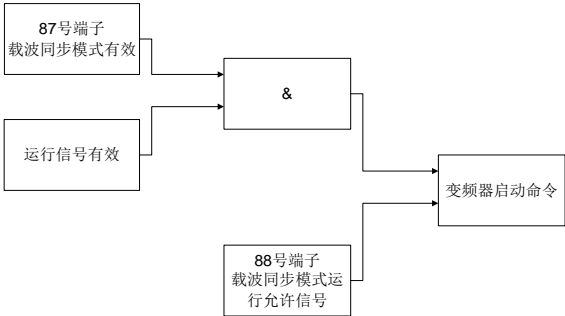 87号端子
载波同步模式有效
&
运行信号有效
变频器启动命令
88号端子
载波同步模式运
行允许信号